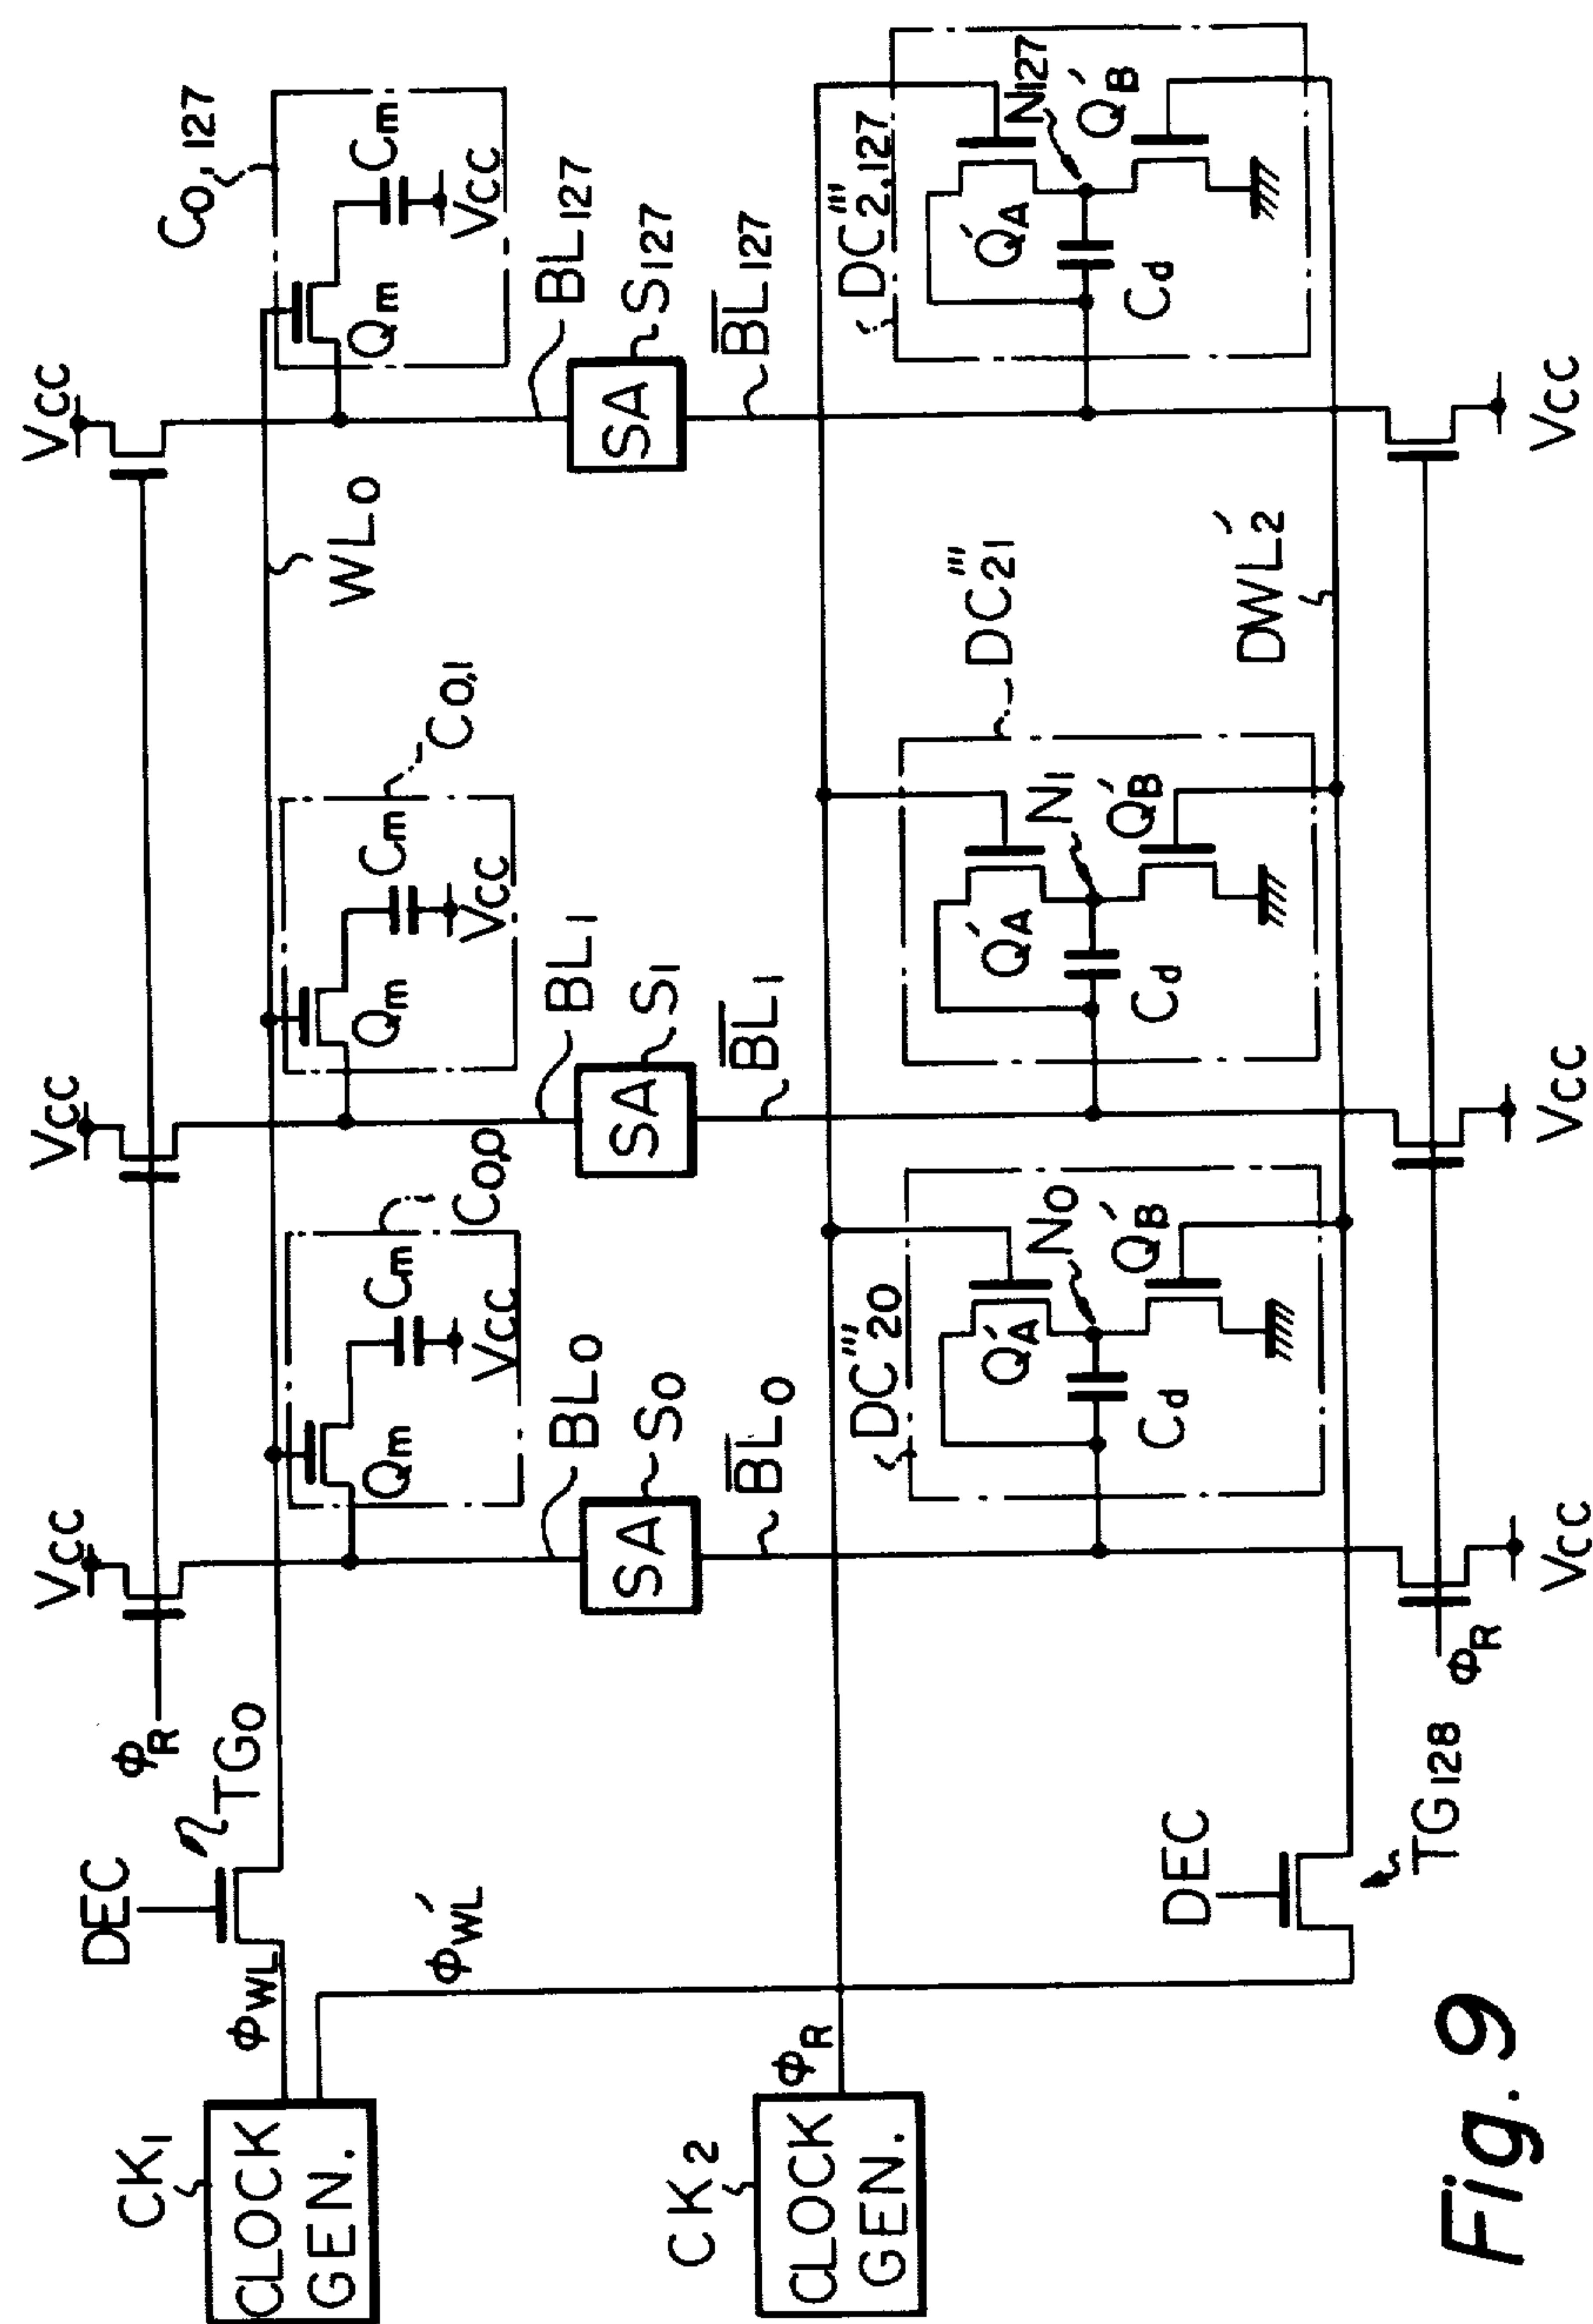 CK1
CLOCK
GEN.
ΦWL
Φ'WL
DEC
TG0
ΦR
VCC
VCC
VCC
Qm
Cm
VCC
C0,0
Qm
Cm
VCC
C0,1
Qm
Cm
VCC
C0,127
WL0
BL0
BL1
BL127
SA
S0
SA
S1
SA
S127
B̅L̅0
B̅L̅1
B̅L̅127
CK2
CLOCK
GEN.
ΦR
DC'''20
Q'A
N0
Q'B
Cd
DC'''21
Q'A
N1
Q'B
Cd
DC'''2,127
Q'A
N127
Q'B
Cd
DWL'2
DEC
TG128
ΦR
VCC
VCC
VCC
Fig. 9